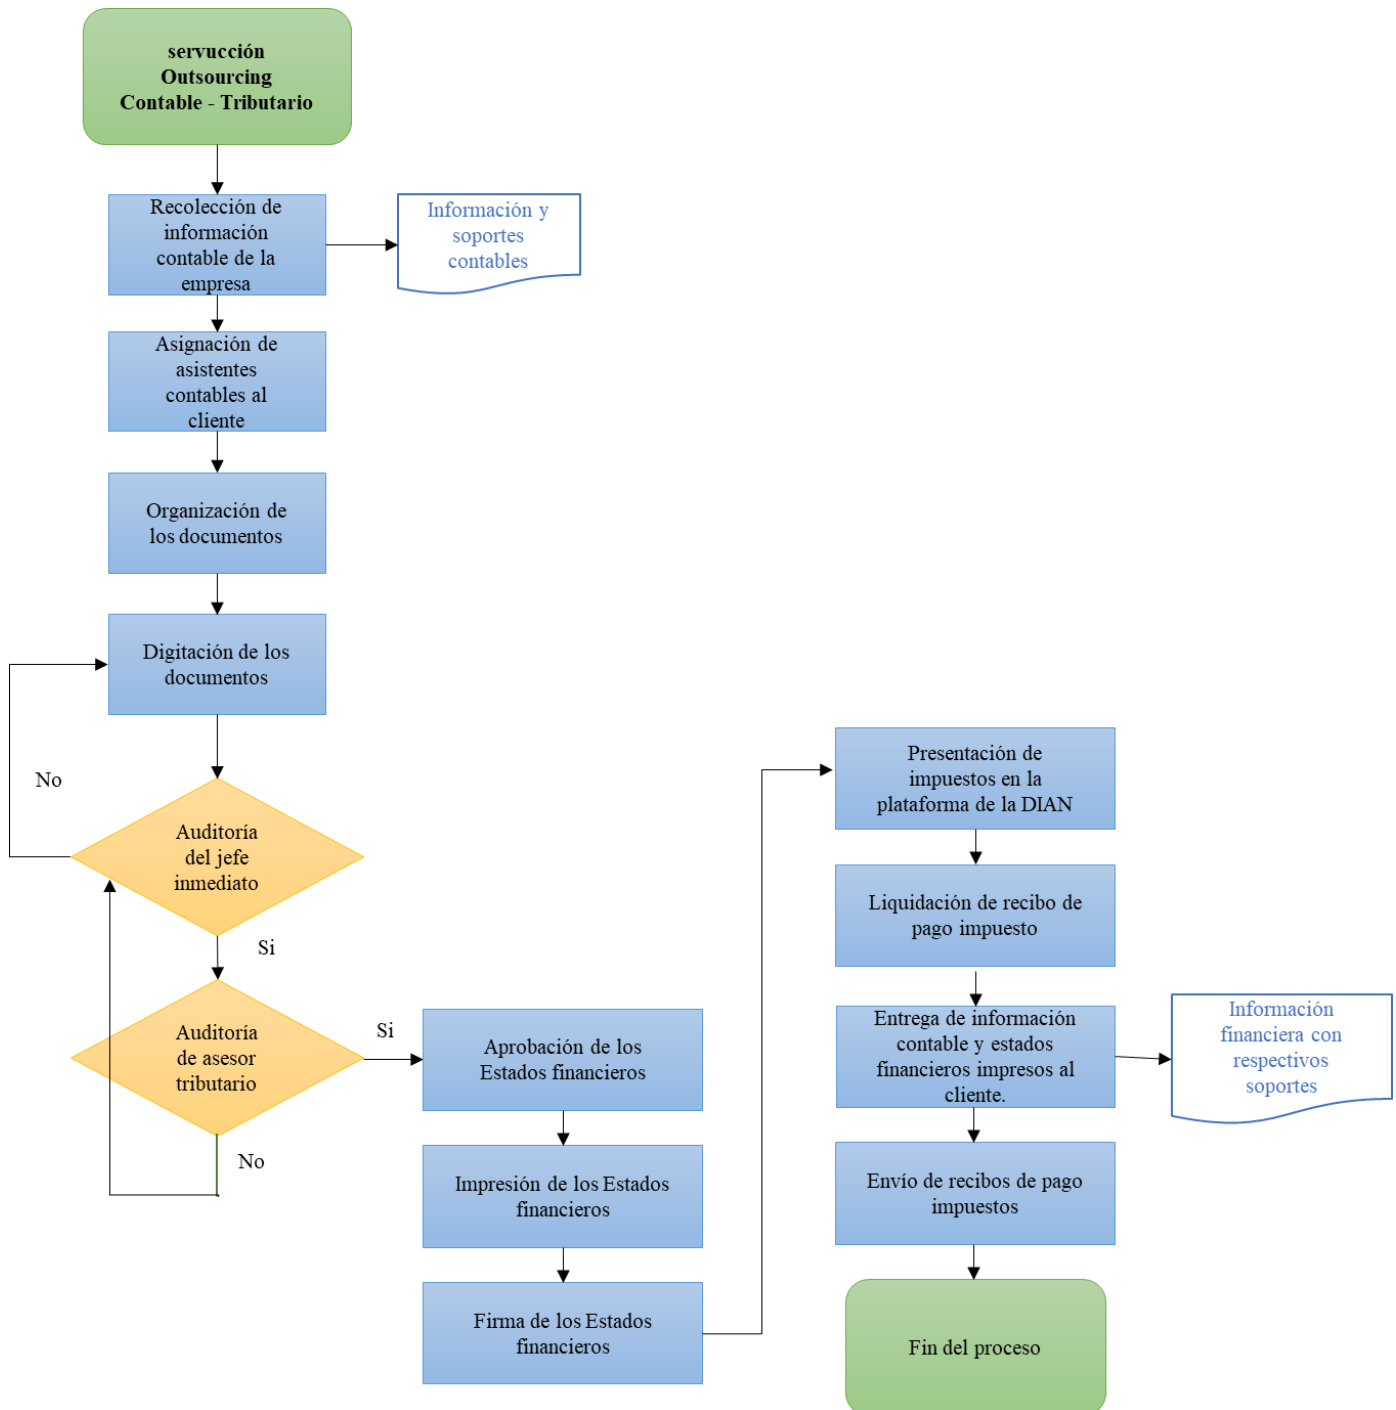 servucción
Outsourcing
Contable - Tributario
Recolección de
información
contable de la
empresa
Información y
soportes
contables
Asignación de
asistentes
contables al
cliente
Organización de
los documentos
Digitación de los
documentos
No
Auditoría
del jefe
inmediato
Si
Auditoría
de asesor
tributario
Si
No
Aprobación de los
Estados financieros
Impresión de los Estados
financieros
Firma de los Estados
financieros
Presentación de
impuestos en la
plataforma de la DIAN
Liquidación de recibo de
pago impuesto
Entrega de información
contable y estados
financieros impresos al
cliente.
Información
financiera con
respectivos
soportes
Envío de recibos de pago
impuestos
Fin del proceso